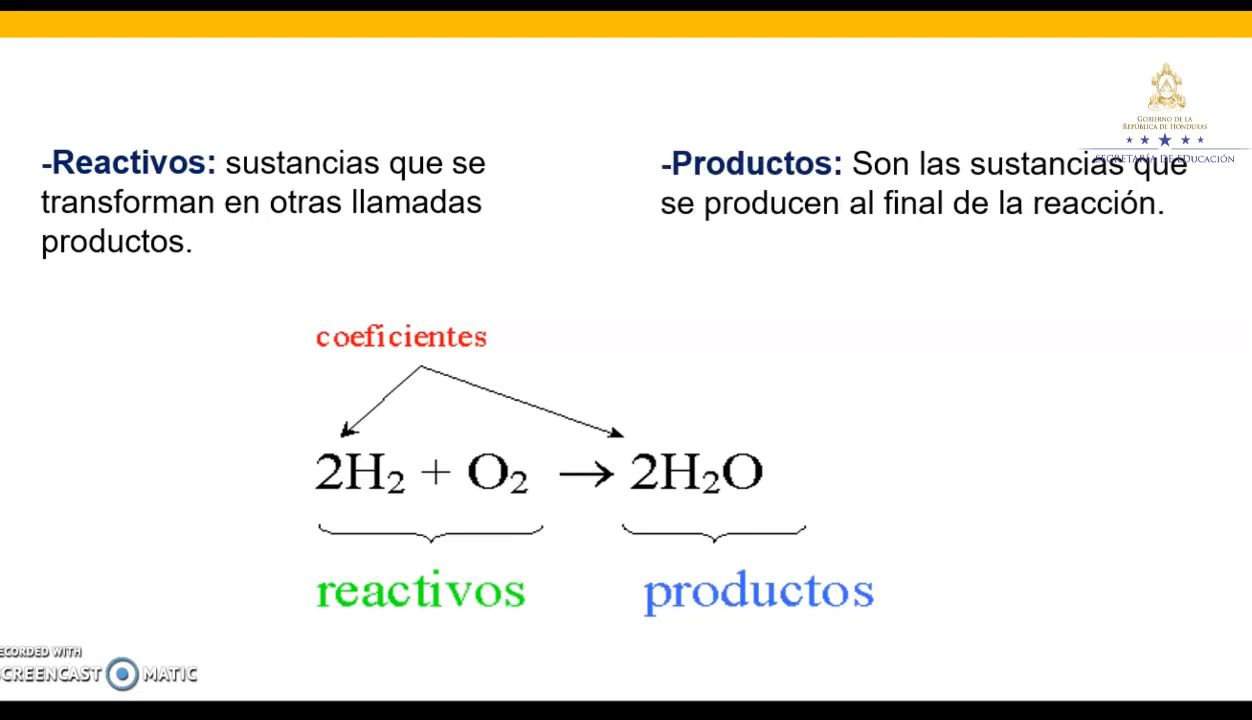 GOBIERNO DE LA
REPÚBLICA DE HONDURAS
SECRETARÍA DE EDUCACIÓN
-Reactivos: sustancias que se
transforman en otras llamadas
productos.
-Productos: Son las sustancias que
se producen al final de la reacción.
coeficientes
2H₂ + O₂ → 2H₂O
reactivos
productos
ECORDED WITH
CREENCAST MATIC